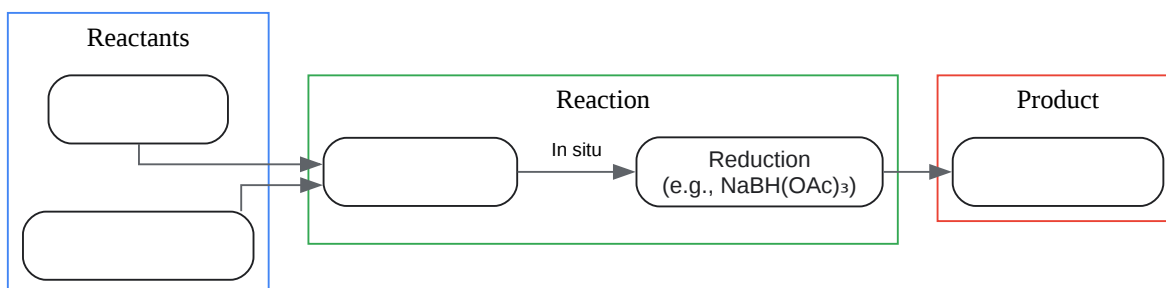 Reactants
Reaction
Product
In situ
Reduction
(e.g., NaBH(OAc)₃)